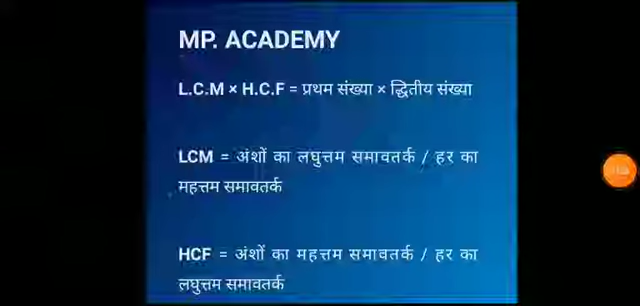 MP. ACADEMY
L.C.M × H.C.F = प्रथम संख्या × द्धितीय संख्या
LCM = अंशों का लघुत्तम समावतर्क / हर का
महत्तम समावतर्क
HCF = अंशों का महत्तम समावतर्क / हर का
लघुत्तम समावतर्क